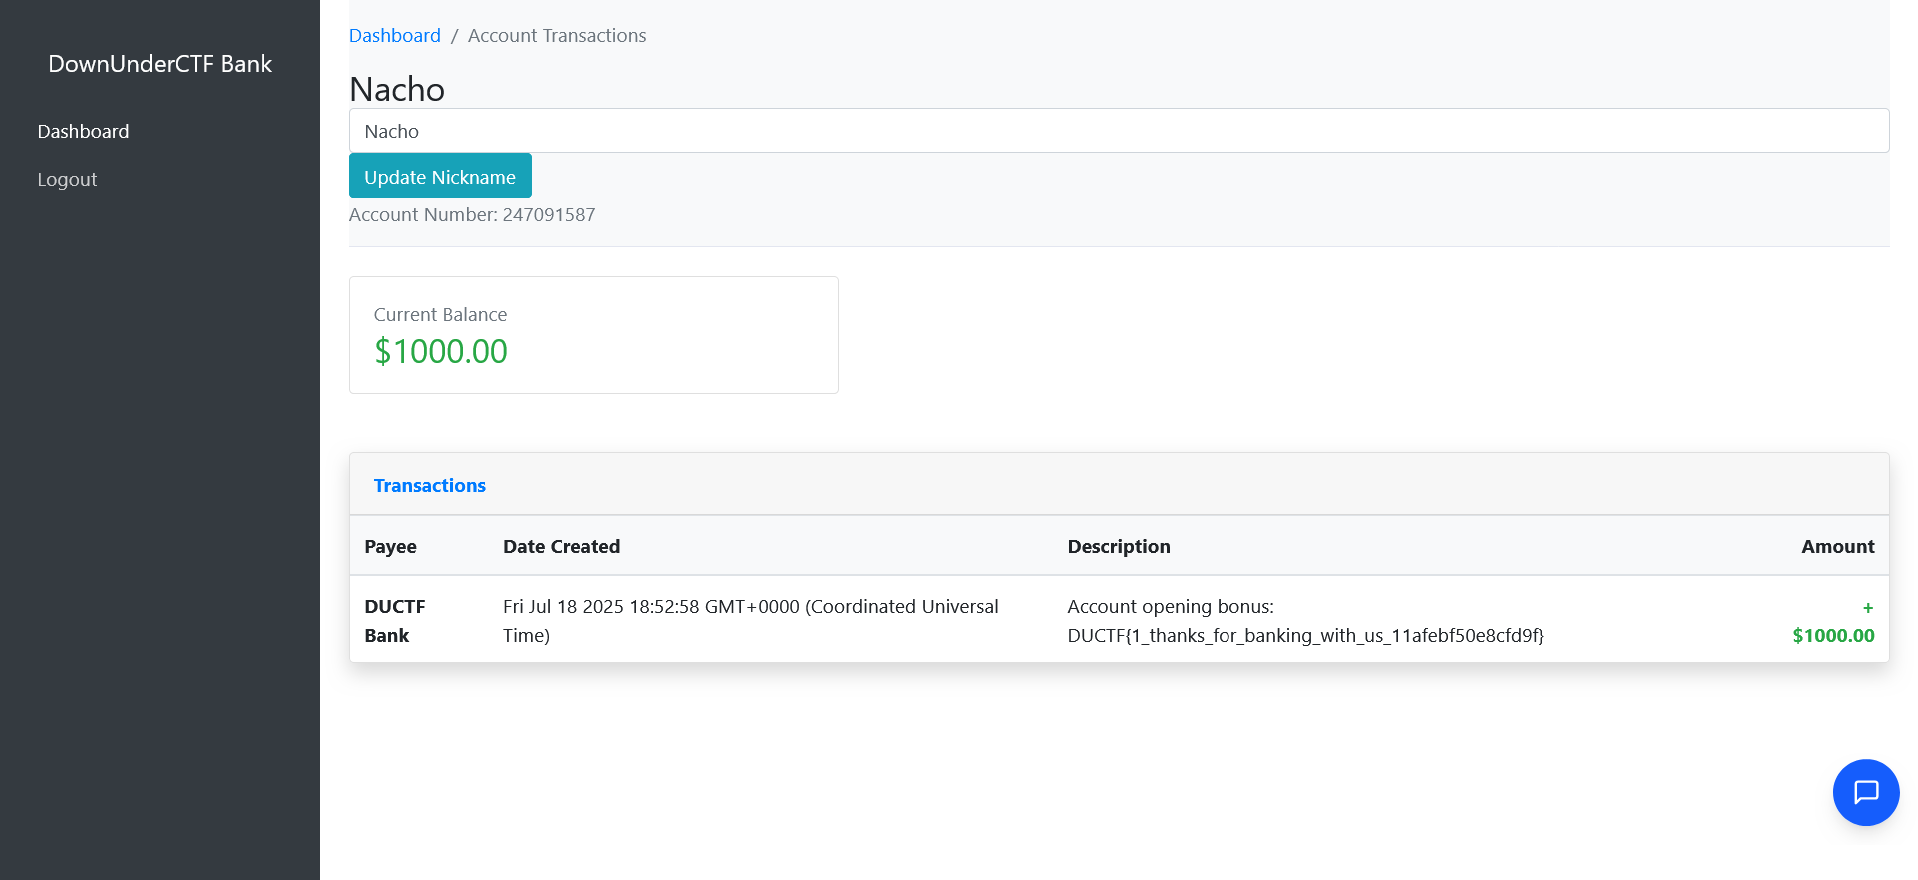 DownUnderCTF Bank
Dashboard
Logout
Dashboard / Account Transactions
Nacho
Nacho
Update Nickname
Account Number: 247091587
Current Balance
$1000.00
Transactions
Payee Date Created Description Amount
DUCTF Fri Jul 18 2025 18:52:58 GMT+0000 (Coordinated Universal Account opening bonus: +
Bank Time) DUCTF{1_thanks_for_banking_with_us_11afebf50e8cfd9f} $1000.00